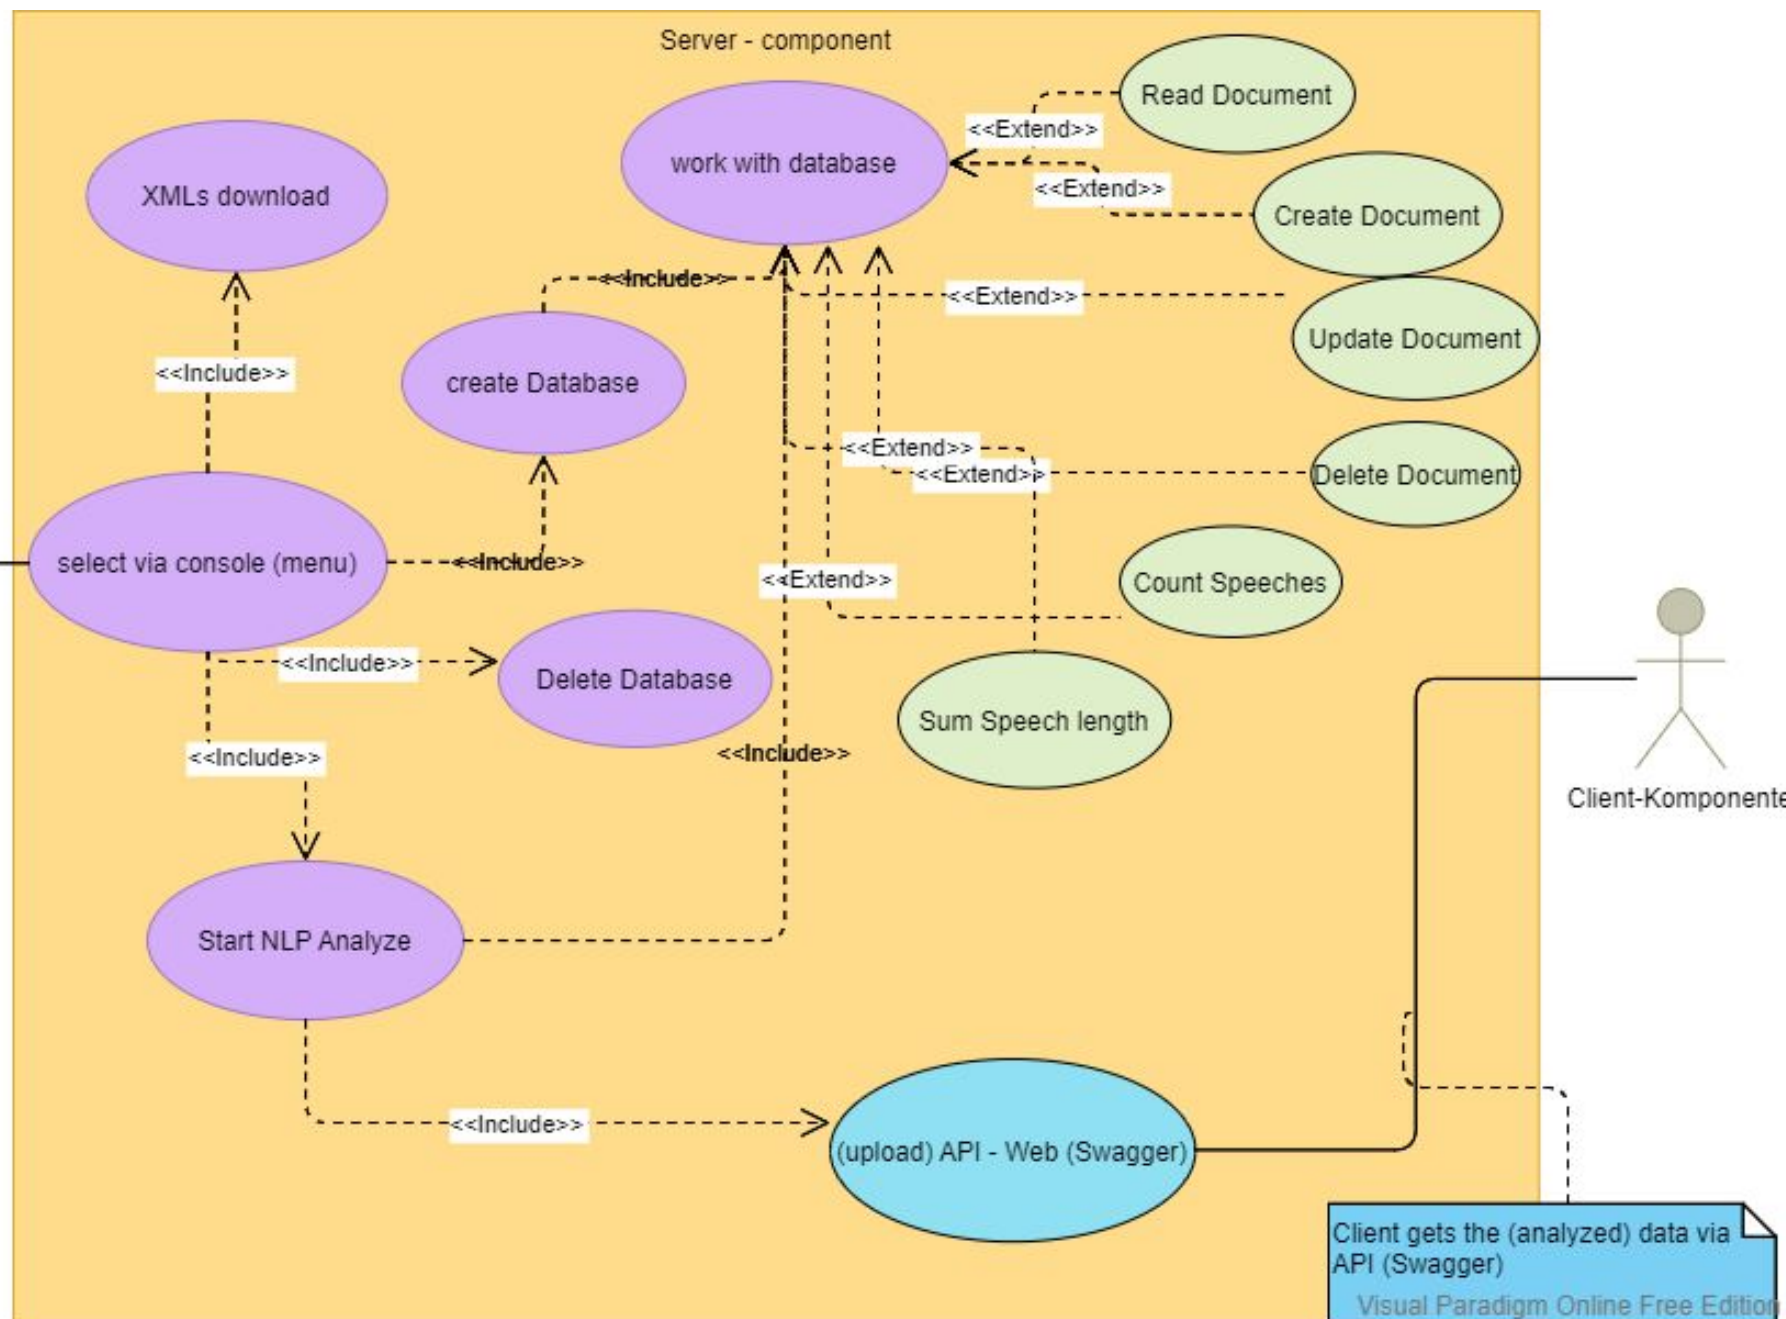 Server - component
Read Document
<<Extend>>
work with database
XMLs download
<<Extend>>
Create Document
<<Include>>
<<Extend>>
Update Document
<<Include>>
create Database
<<Extend>>
<<Extend>>
Delete Document
select via console (menu)
<<Include>>
<<Extend>>
Count Speeches
<<Include>>
Delete Database
Sum Speech length
<<Include>>
<<Include>>
Client-Komponente
Start NLP Analyze
<<Include>>
(upload) API - Web (Swagger)
Client gets the (analyzed) data via
API (Swagger)
Visual Paradigm Online Free Edition